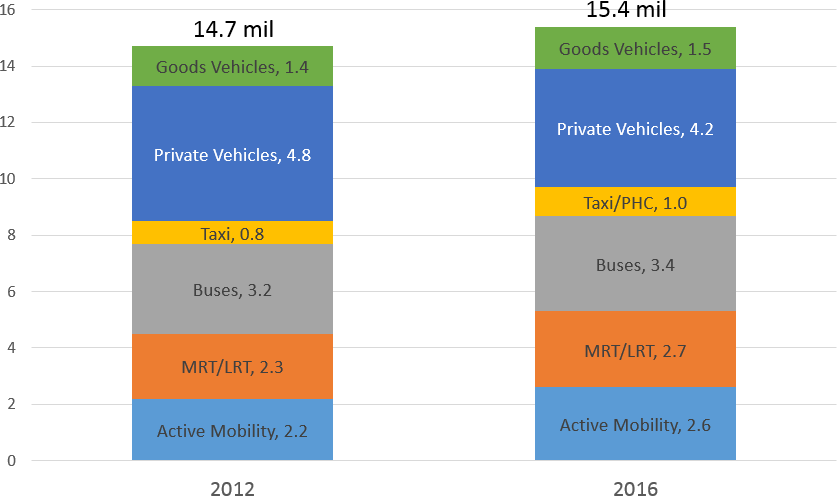 16
14
12
10
8
6
4
2
0
14.7 mil
Goods Vehicles, 1.4
Private Vehicles, 4.8
Taxi, 0.8
Buses, 3.2
MRT/LRT, 2.3
Active Mobility, 2.2
2012
15.4 mil
Goods Vehicles, 1.5
Private Vehicles, 4.2
Taxi/PHC, 1.0
Buses, 3.4
MRT/LRT, 2.7
Active Mobility, 2.6
2016